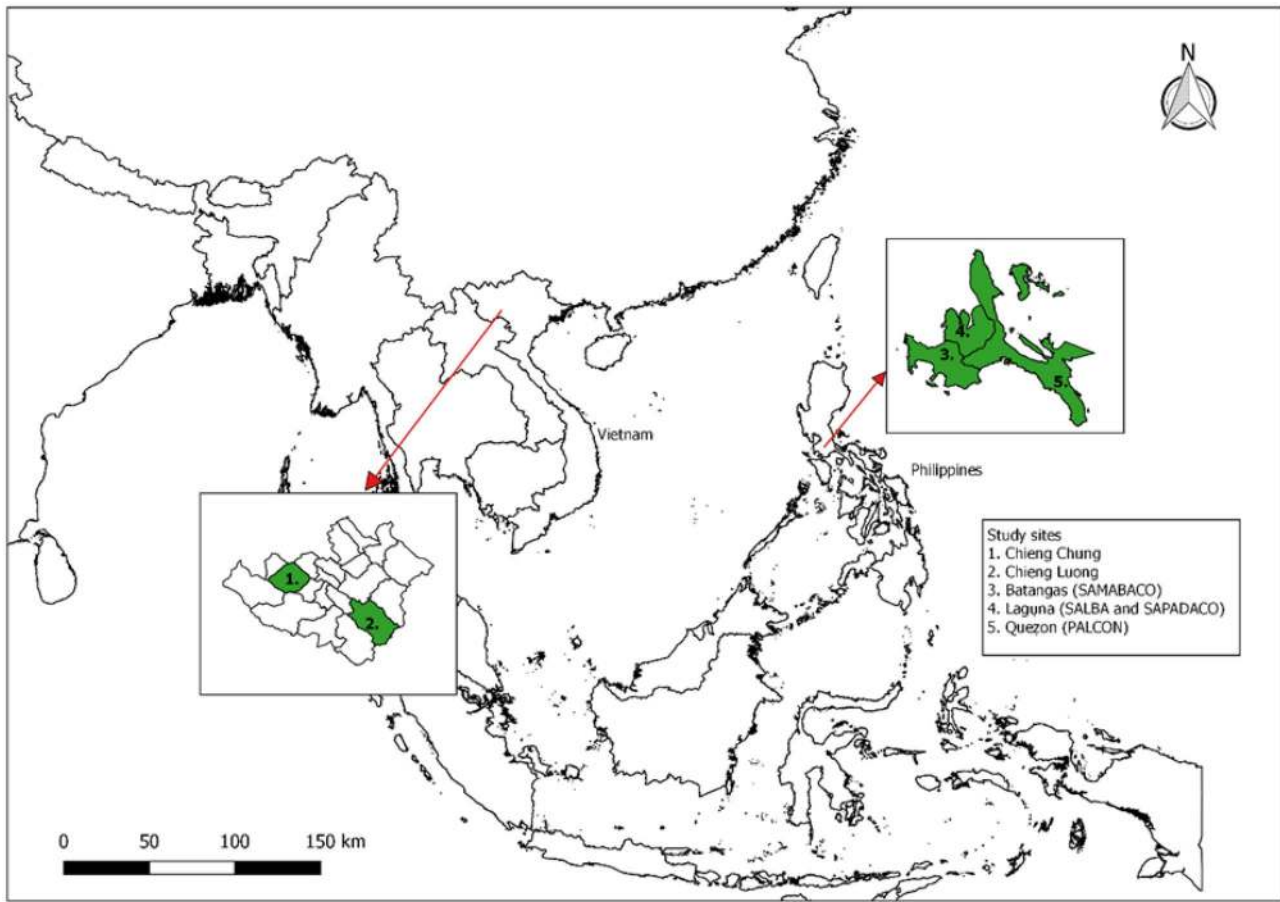 N
4.
3.
5.
Vietnam
Philippines
1.
2.
Study sites
1. Chieng Chung
2. Chieng Luong
3. Batangas (SAMABACO)
4. Laguna (SALBA and SAPADACO)
5. Quezon (PALCON)
0 50 100 150 km